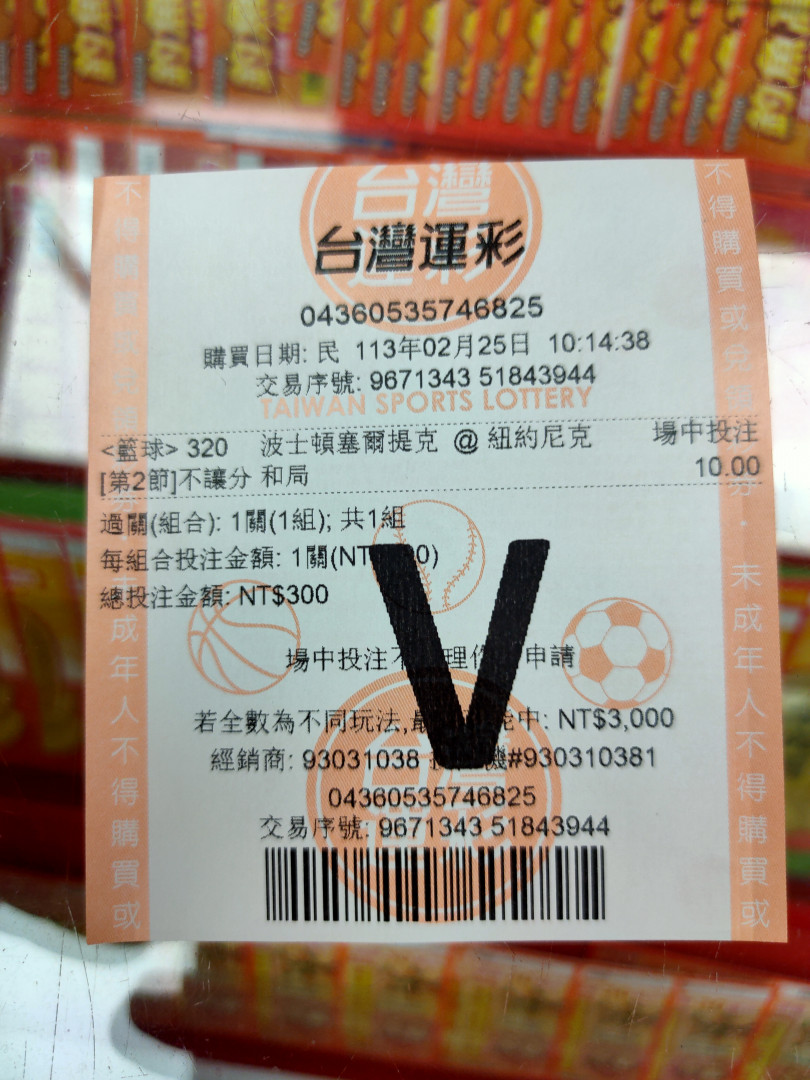 台灣運彩
04360535746825
購買日期: 民 113年02月25日 10:14:38
交易序號: 9671343 51843944
TAIWAN SPORTS LOTTERY
<籃球> 320 波士頓塞爾提克 @ 紐約尼克 場中投注
[第2節]不讓分 和局 10.00
過關(組合): 1關(1組); 共1組
每組合投注金額: 1關(NT 0)
總投注金額: NT$300
場中投注不 理 申請
若全數為不同玩法, 中: NT$3,000
經銷商: 93031038 機#930310381
04360535746825
交易序號: 9671343 51843944
V
不得購買或
未成年人不得購買或
成年人不得購買或